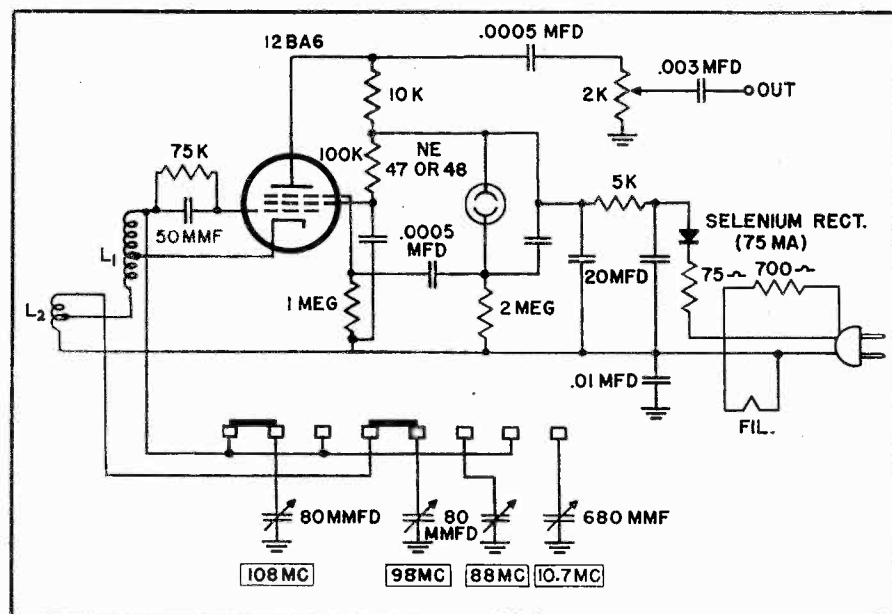 12BA6
.0005 MFD
.003 MFD
OUT
10K
2K
75K
100K
NE
47 OR 48
5K
SELENIUM RECT.
(75 MA)
50MMF
.0005
MFD
L1
20MFD
75~
700~
1 MEG
2 MEG
L2
.01 MFD
FIL.
80MMFD
80
MMFD
680 MMF
108 MC
98MC
88MC
10.7MC